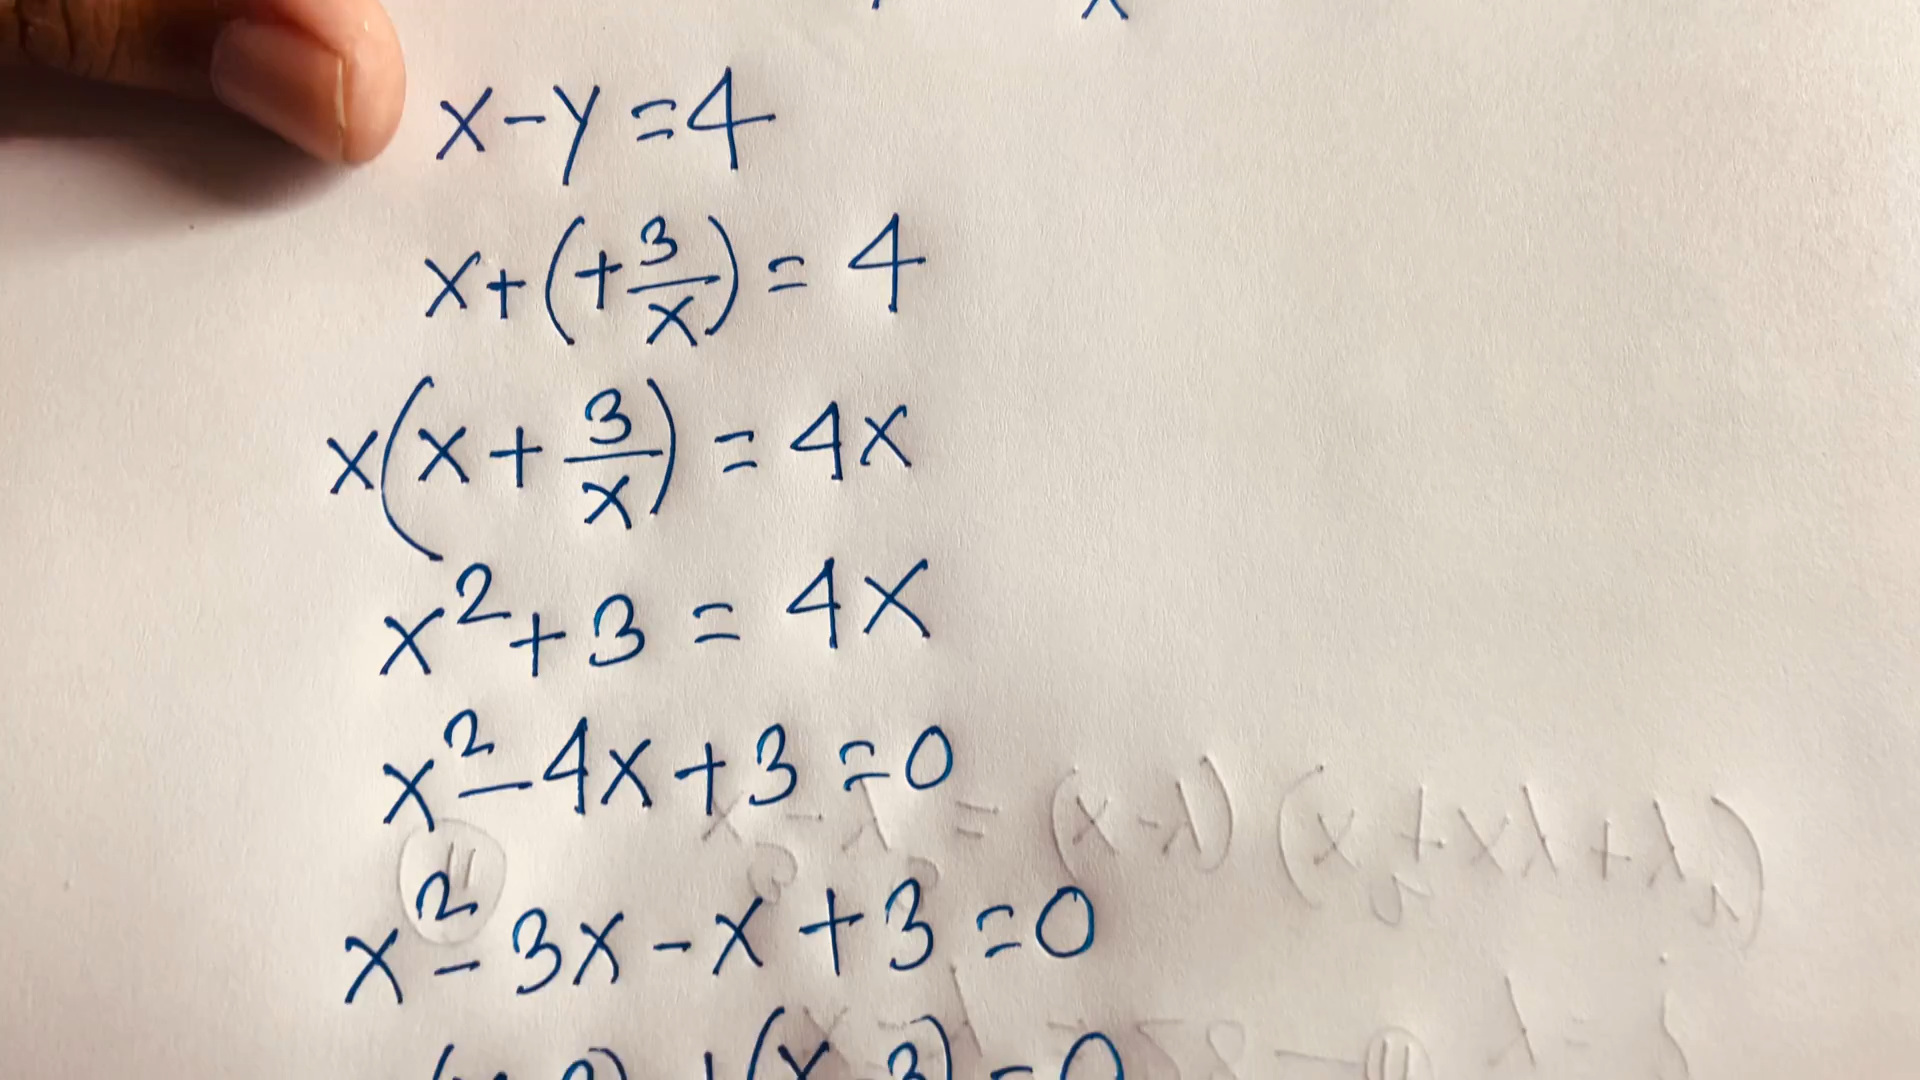 x-y=4
x+(+3/x)=4
x(x+3/x)=4x
x²+3=4x
x²-4x+3=0
x²-3x-x+3=0